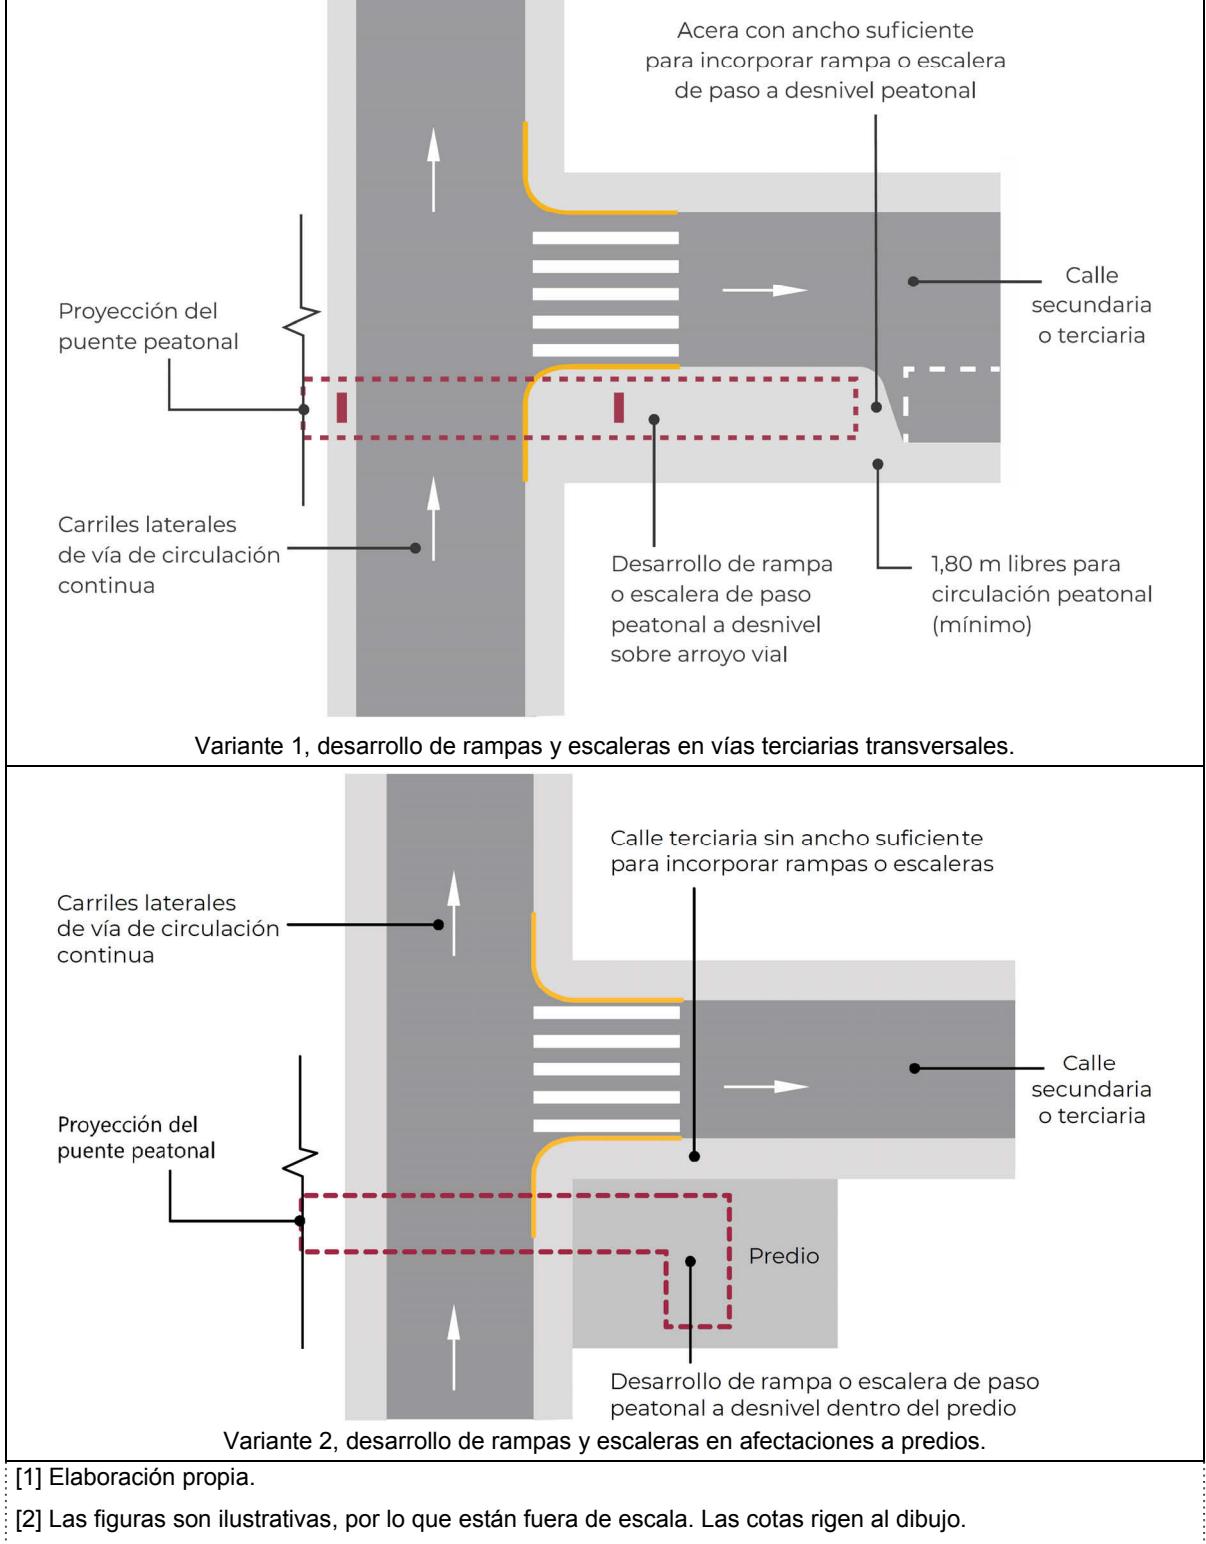 Acera con ancho suficiente
para incorporar rampa o escalera
de paso a desnivel peatonal
Proyección del
puente peatonal
Calle
secundaria
o terciaria
Carriles laterales
de vía de circulación
continua
Desarrollo de rampa
o escalera de paso
peatonal a desnivel
sobre arroyo vial
1,80 m libres para
circulación peatonal
(mínimo)
Variante 1, desarrollo de rampas y escaleras en vías terciarias transversales.
Calle terciaria sin ancho suficiente
para incorporar rampas o escaleras
Carriles laterales
de vía de circulación
continua
Calle
secundaria
o terciaria
Proyección del
puente peatonal
Predio
Desarrollo de rampa o escalera de paso
peatonal a desnivel dentro del predio
Variante 2, desarrollo de rampas y escaleras en afectaciones a predios.
[1] Elaboración propia.
[2] Las figuras son ilustrativas, por lo que están fuera de escala. Las cotas rigen al dibujo.